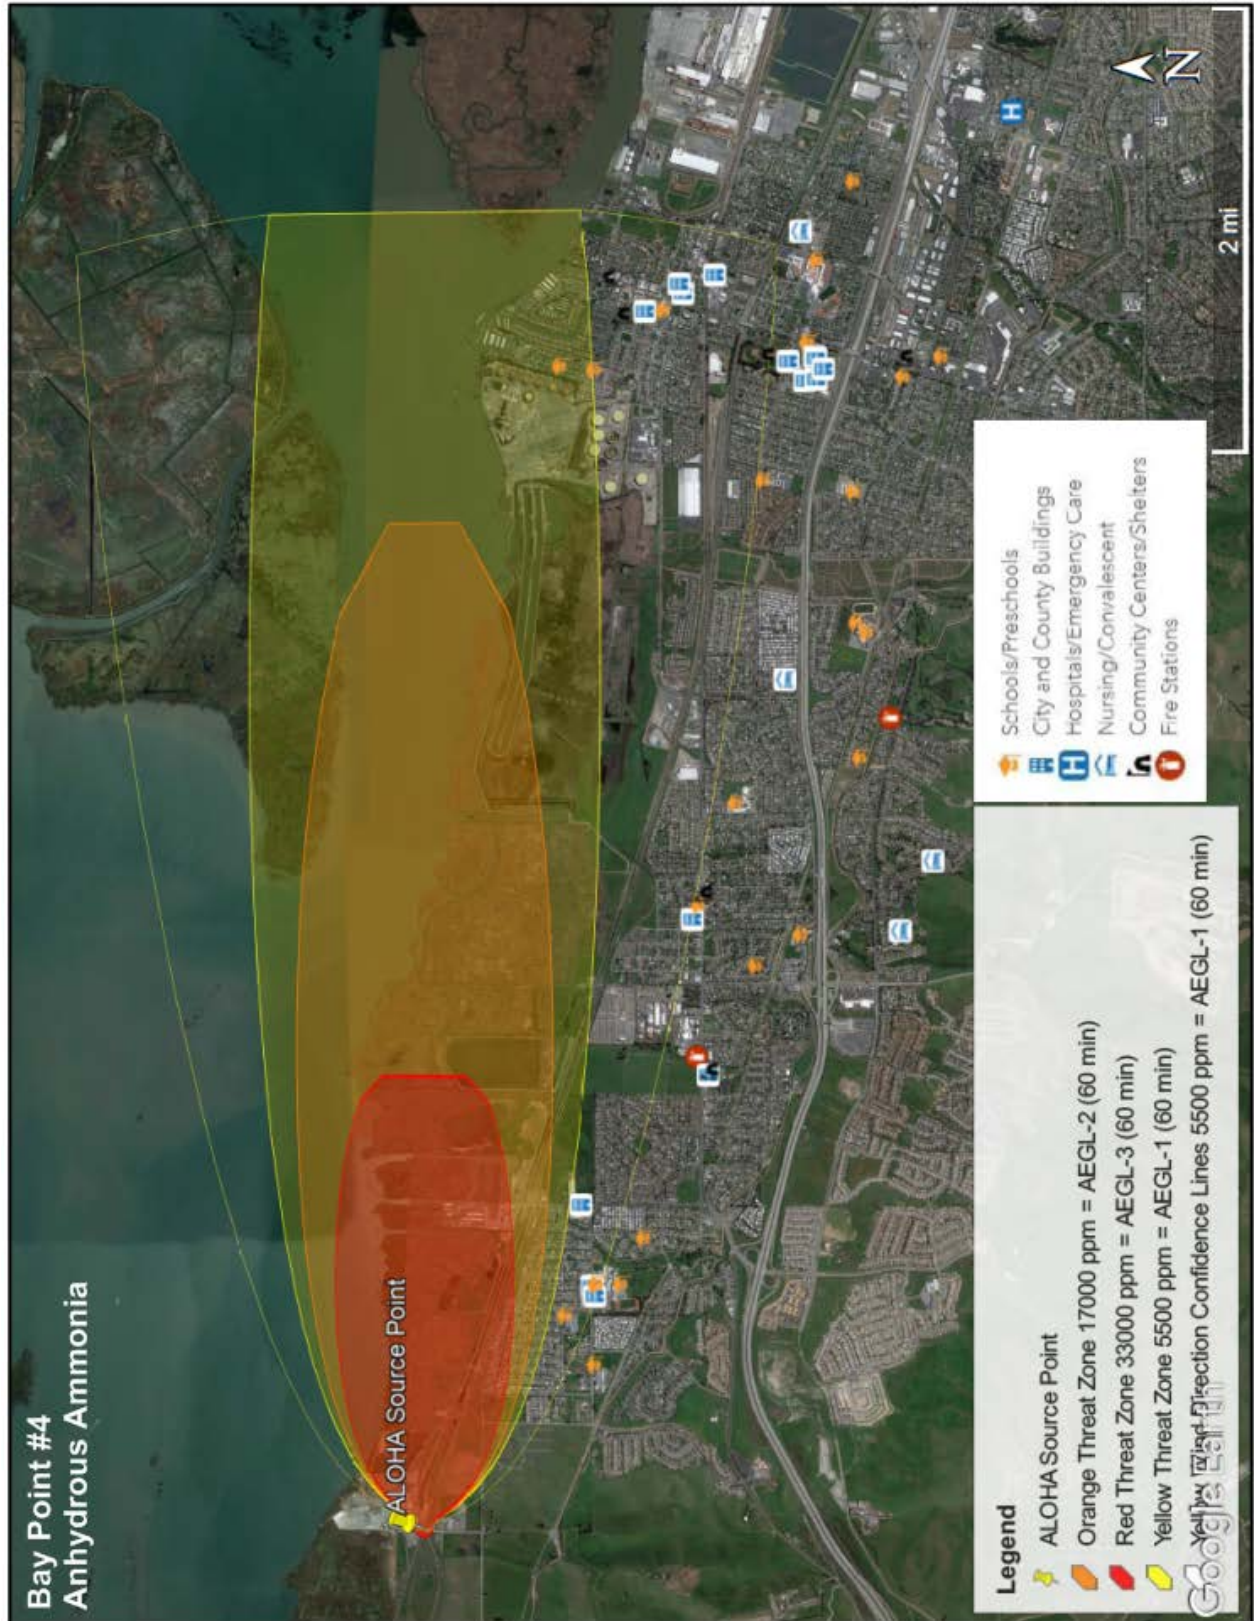 Bay Point #4
Anhydrous Ammonia
ALOHA Source Point
N
H
2 mi
Legend
ALOHA Source Point
Orange Threat Zone 17000 ppm = AEGL-2 (60 min)
Red Threat Zone 33000 ppm = AEGL-3 (60 min)
Yellow Threat Zone 5500 ppm = AEGL-1 (60 min)
Yellow Wind Direction Confidence Lines 5500 ppm = AEGL-1 (60 min)
Google Earth
Schools/Preschools
City and County Buildings
H Hospitals/Emergency Care
Nursing/Convalescent
Community Centers/Shelters
Fire Stations